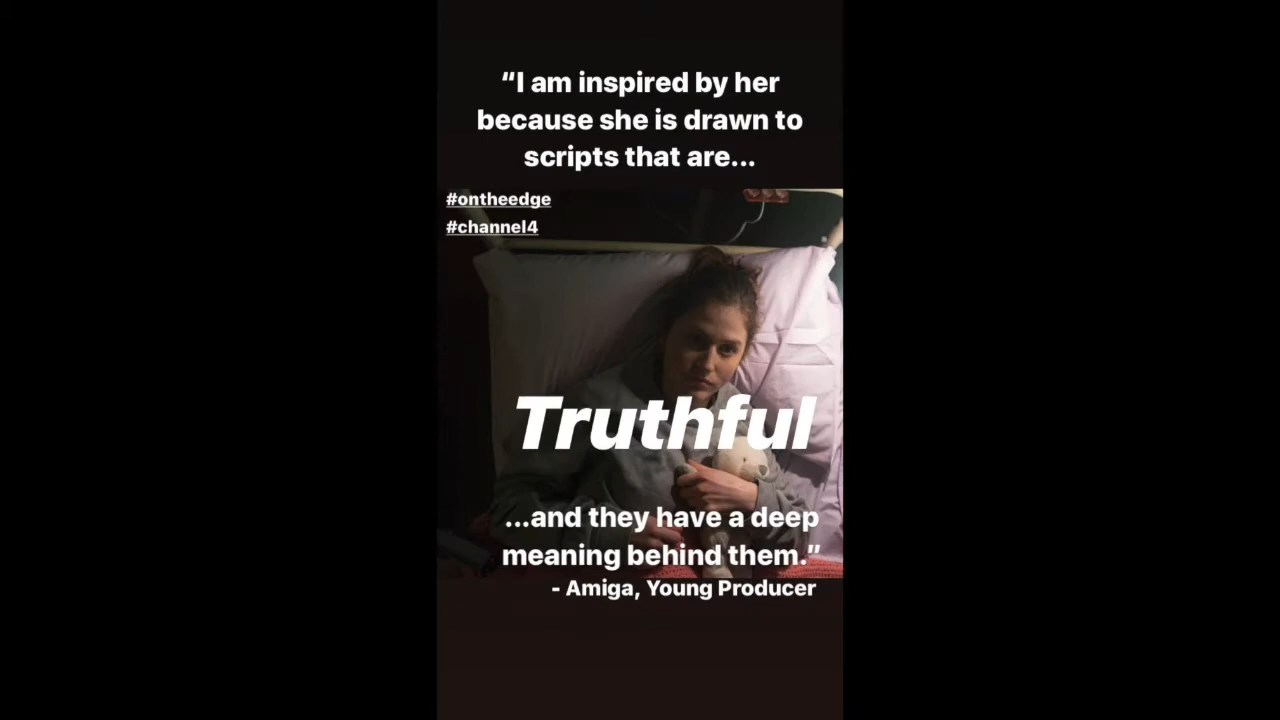 “I am inspired by her
because she is drawn to
scripts that are...
#ontheedge
#channel4
Truthful
...and they have a deep
meaning behind them."
- Amiga, Young Producer